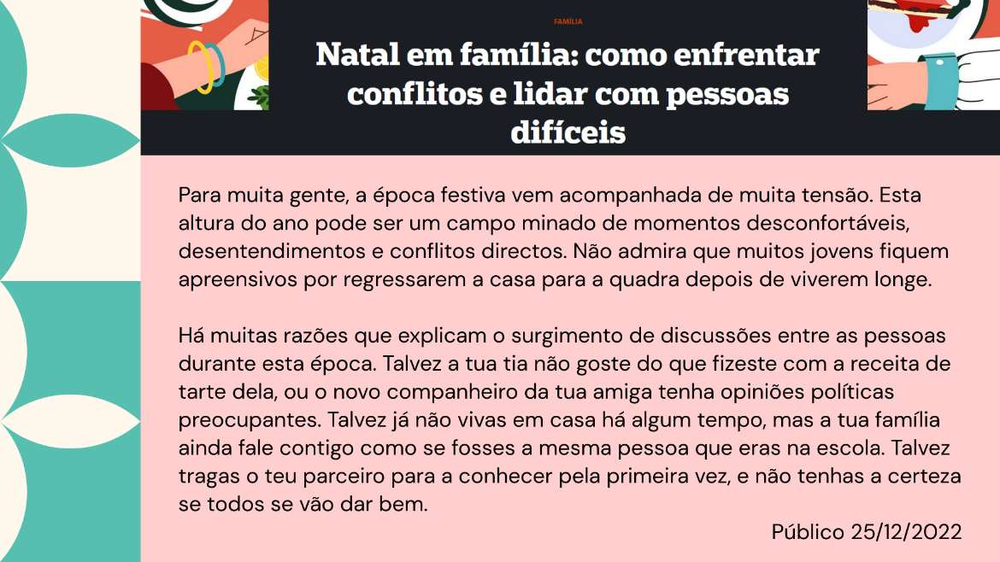 FAMÍLIA
Natal em família: como enfrentar
conflitos e lidar com pessoas
difíceis
Para muita gente, a época festiva vem acompanhada de muita tensão. Esta
altura do ano pode ser um campo minado de momentos desconfortáveis,
desentendimentos e conflitos directos. Não admira que muitos jovens fiquem
apreensivos por regressarem a casa para a quadra depois de viverem longe.
Há muitas razões que explicam o surgimento de discussões entre as pessoas
durante esta época. Talvez a tua tia não goste do que fizeste com a receita de
tarte dela, ou o novo companheiro da tua amiga tenha opiniões políticas
preocupantes. Talvez já não vivas em casa há algum tempo, mas a tua família
ainda fale contigo como se fosses a mesma pessoa que eras na escola. Talvez
tragas o teu parceiro para a conhecer pela primeira vez, e não tenhas a certeza
se todos se vão dar bem.
Público 25/12/2022